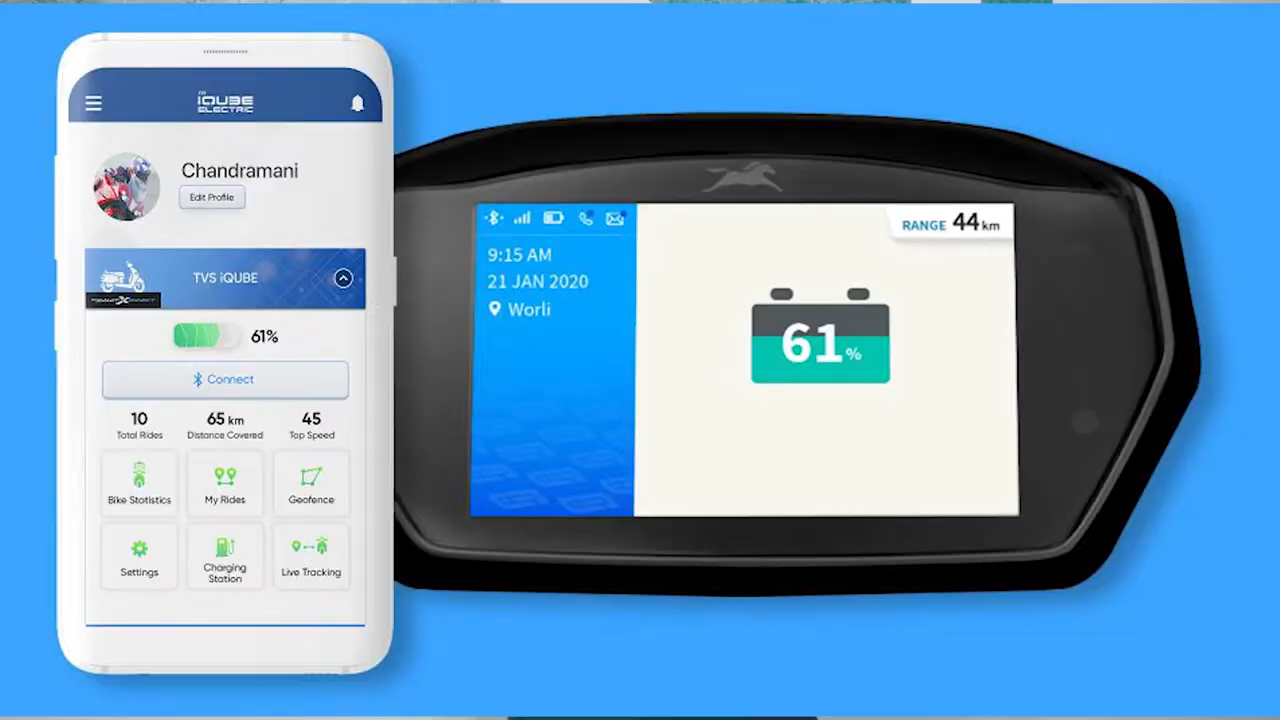 iQUBE
ELECTRIC
Chandramani
Edit Profile
TVS iQUBE
61%
Connect
10
Total Rides
65 km
Distance Covered
45
Top Speed
Bike Statistics
My Rides
Geofence
Settings
Charging
Station
Live Tracking
9:15 AM
21 JAN 2020
Worli
RANGE 44 km
61%